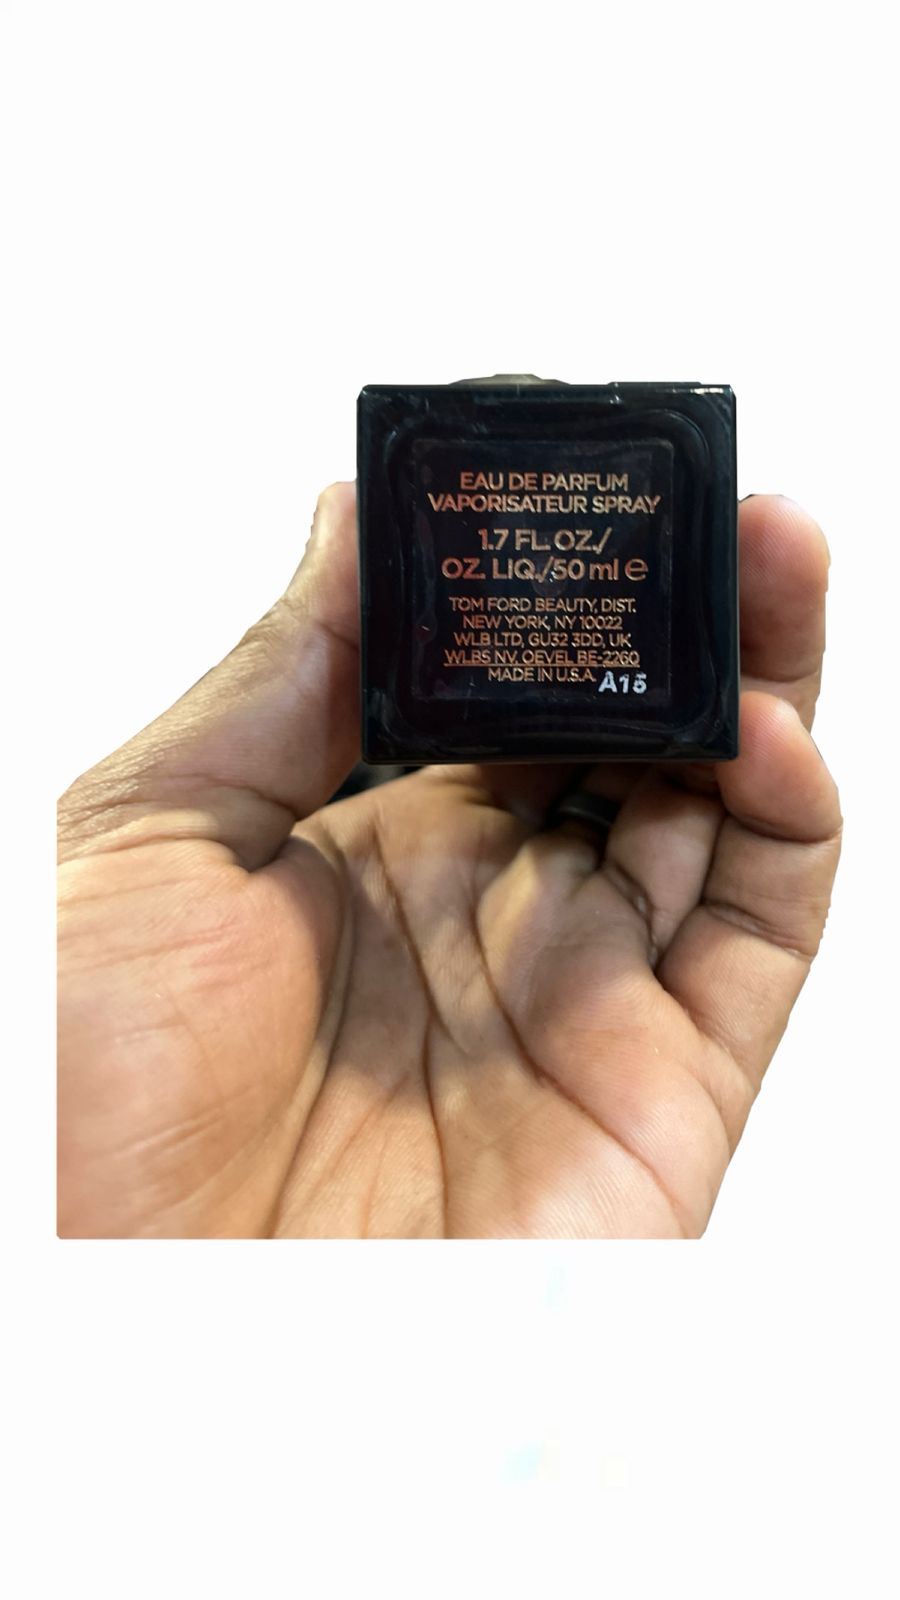 EAU DE PARFUM
VAPORISATEUR SPRAY
1.7 FL. OZ./
OZ. LIQ./50 ml ℮
TOM FORD BEAUTY, DIST.
NEW YORK, NY 10022
WLB LTD, GU32 3DD, UK
WLBS NV. OEVEL BE-2260
MADE IN U.S.A. A15